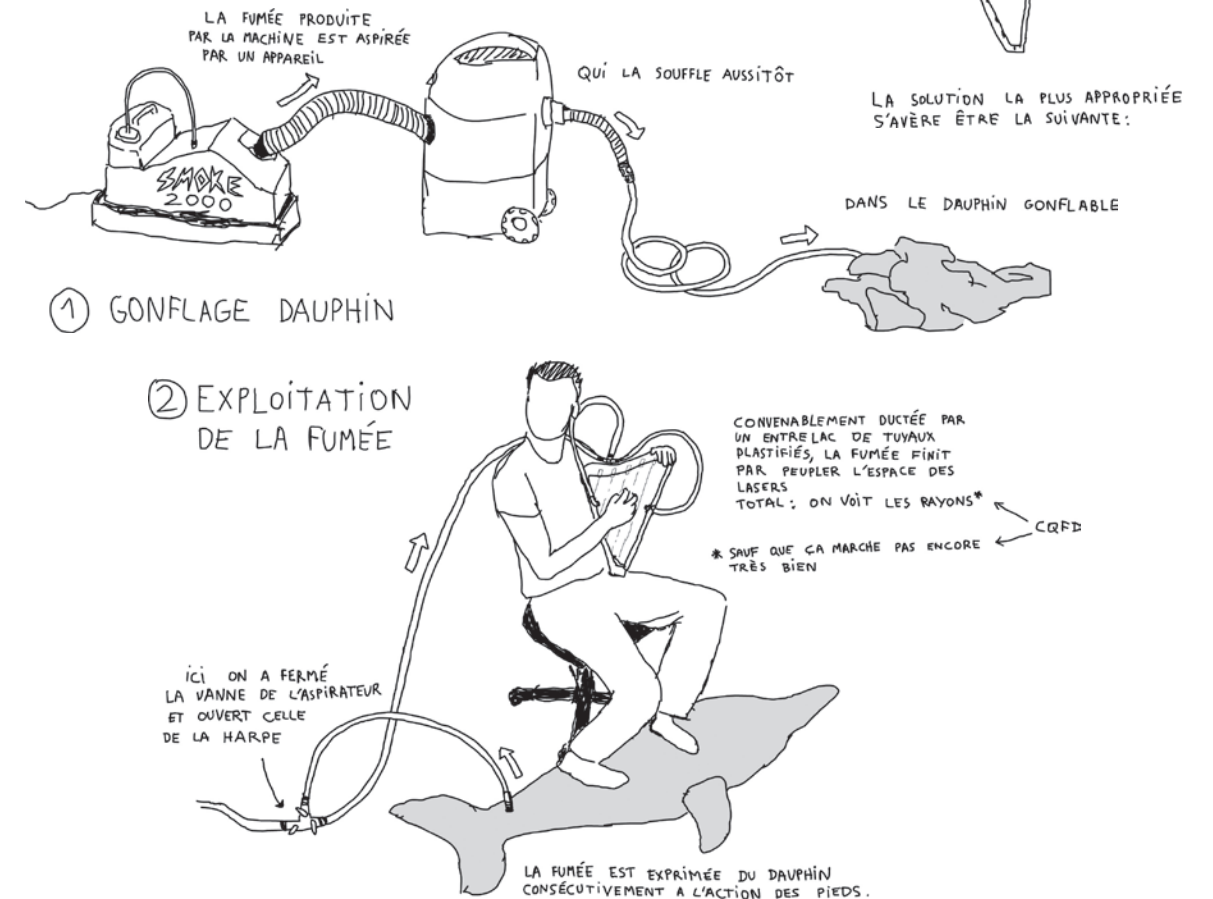 LA FUMÉE PRODUITE
PAR LA MACHINE EST ASPIRÉE
PAR UN APPAREIL
QUI LA SOUFFLE AUSSITÔT
LA SOLUTION LA PLUS APPROPRIÉE
S'AVÈRE ÊTRE LA SUIVANTE:
SMOKE
2000
DANS LE DAUPHIN GONFLABLE
1 GONFLAGE DAUPHIN
2 EXPLOITATION
DE LA FUMÉE
CONVENABLEMENT DUCTÉE PAR
UN ENTRELAC DE TUYAUX
PLASTIFIÉS, LA FUMÉE FINIT
PAR PEUPLER L'ESPACE DES
LASERS
TOTAL: ON VOIT LES RAYONS*
CQFD
* SAUF QUE ÇA MARCHE PAS ENCORE
TRÈS BIEN
ICI ON A FERMÉ
LA VANNE DE L'ASPIRATEUR
ET OUVERT CELLE
DE LA HARPE
LA FUMÉE EST EXPRIMÉE DU DAUPHIN
CONSÉCUTIVEMENT A L'ACTION DES PIEDS.